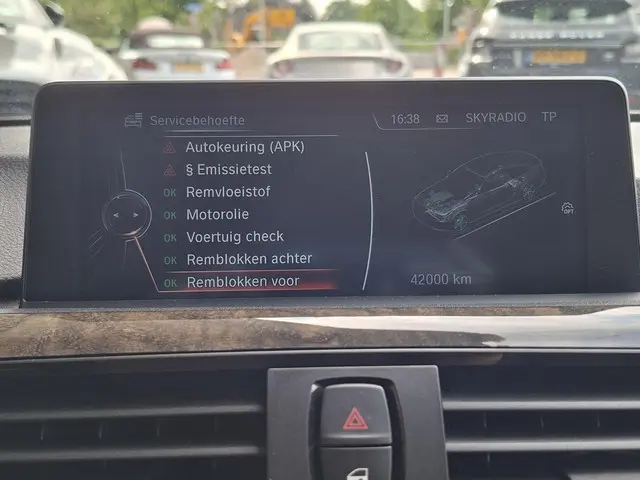 Servicebehoefte
16:38 SKYRADIO TP
Autokeuring (APK)
§ Emissietest
OK Remvloeistof
OK Motorolie
OK Voertuig check
OK Remblokken achter
OK Remblokken voor
OFF
42000 km